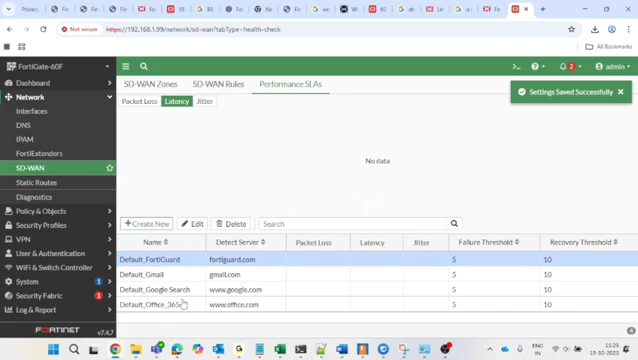 Privacy
Not secure https://192.168.1.99/network/sd-wan?tabType=health-check
All Bookmarks
FortiGate-60F
admin
2
Dashboard
Network
Interfaces
DNS
IPAM
FortiExtenders
SD-WAN
Static Routes
Diagnostics
Policy & Objects
Security Profiles
VPN
User & Authentication
WiFi & Switch Controller
System 1
Security Fabric 1
Log & Report
FORTINET v7.4.7
SD-WAN Zones SD-WAN Rules Performance SLAs
Settings Saved Successfully
Packet Loss Latency Jitter
No data
+Create New Edit Delete Search
Name Detect Server Packet Loss Latency Jitter Failure Threshold Recovery Threshold
Default_FortiGuard fortiguard.com 5 10
Default_Gmail gmail.com 5 10
Default_Google Search www.google.com 5 10
Default_Office_365 www.office.com 5 10
4
ENG
IN
13:25
15-10-2025